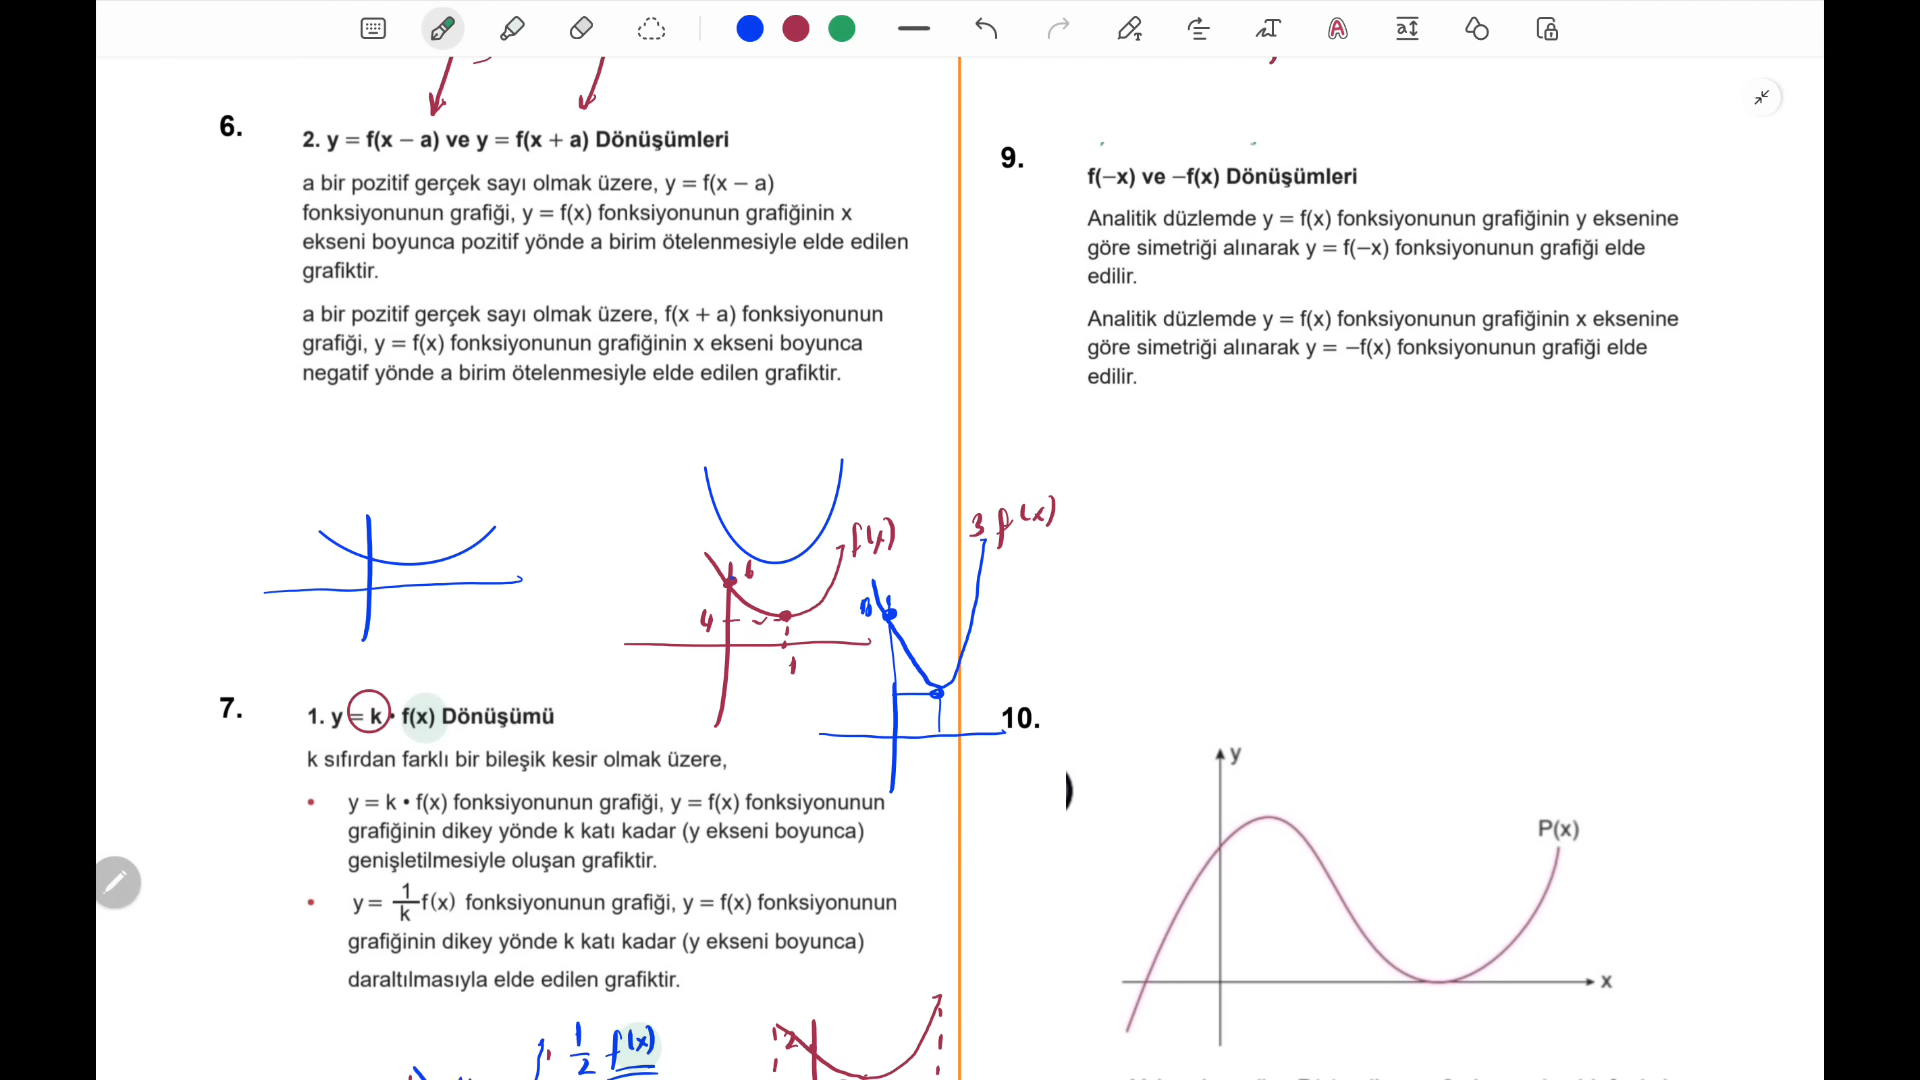 6.
2. y = f(x − a) ve y = f(x + a) Dönüşümleri
a bir pozitif gerçek sayı olmak üzere, y = f(x − a)
fonksiyonunun grafiği, y = f(x) fonksiyonunun grafiğinin x
ekseni boyunca pozitif yönde a birim ötelenmesiyle elde edilen
grafiktir.
a bir pozitif gerçek sayı olmak üzere, f(x + a) fonksiyonunun
grafiği, y = f(x) fonksiyonunun grafiğinin x ekseni boyunca
negatif yönde a birim ötelenmesiyle elde edilen grafiktir.
f(x)
6
4
1
3 f(x)
7.
1. y = k • f(x) Dönüşümü
k sıfırdan farklı bir bileşik kesir olmak üzere,
• y = k • f(x) fonksiyonunun grafiği, y = f(x) fonksiyonunun
grafiğinin dikey yönde k katı kadar (y ekseni boyunca)
genişletilmesiyle oluşan grafiktir.
• y = 1/k f(x) fonksiyonunun grafiği, y = f(x) fonksiyonunun
grafiğinin dikey yönde k katı kadar (y ekseni boyunca)
daraltılmasıyla elde edilen grafiktir.
1/2 f(x)
9.
f(−x) ve −f(x) Dönüşümleri
Analitik düzlemde y = f(x) fonksiyonunun grafiğinin y eksenine
göre simetriği alınarak y = f(−x) fonksiyonunun grafiği elde
edilir.
Analitik düzlemde y = f(x) fonksiyonunun grafiğinin x eksenine
göre simetriği alınarak y = −f(x) fonksiyonunun grafiği elde
edilir.
10.
y
P(x)
x